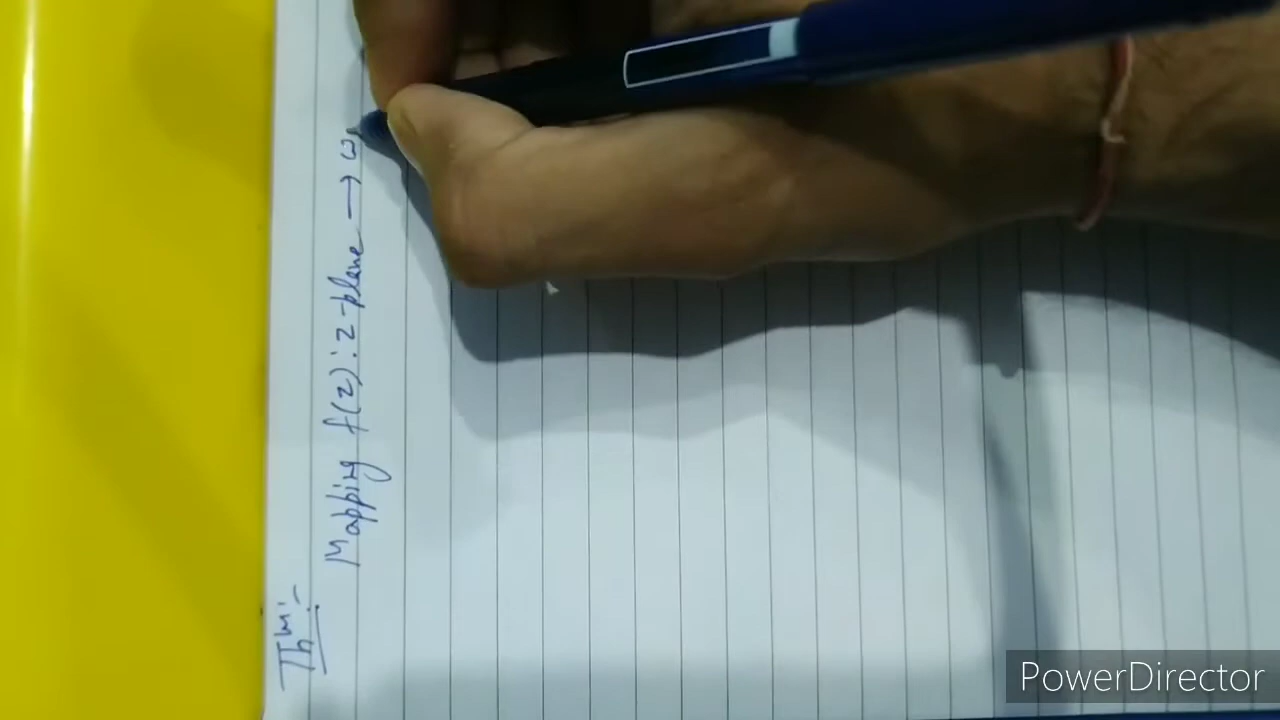 Thm:-
Mapping f(z): z-plane → ω
PowerDirector